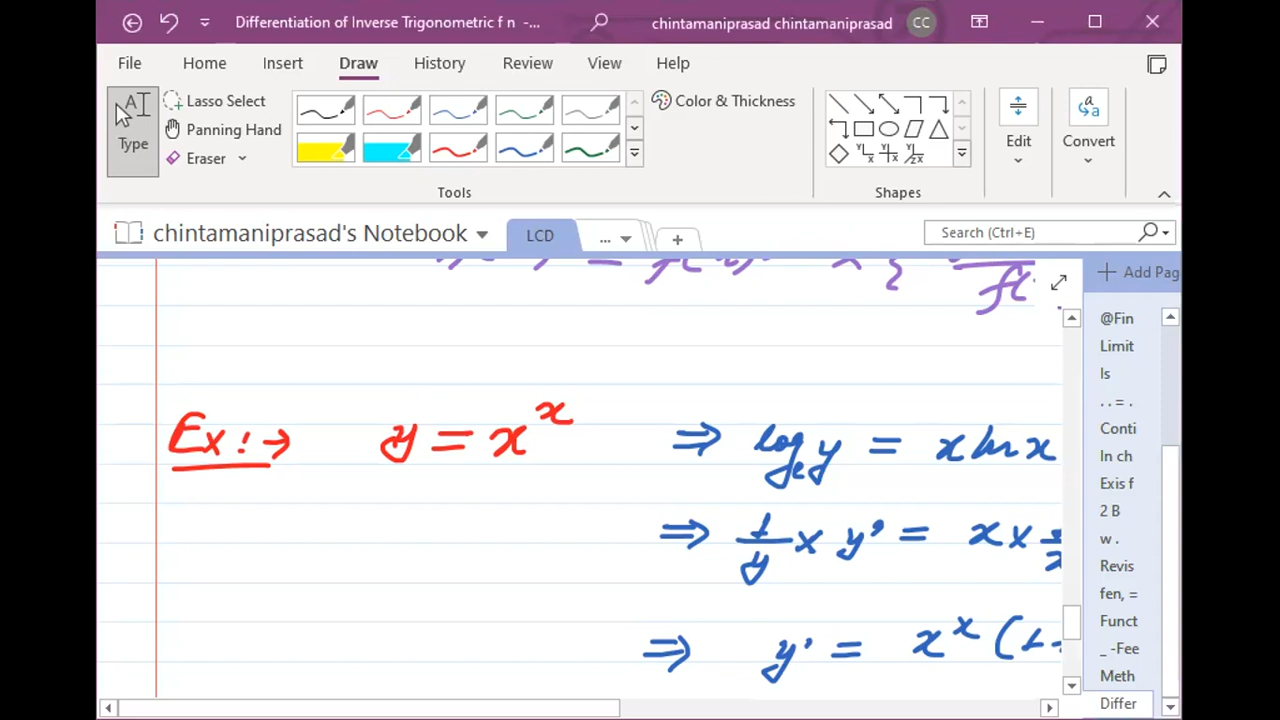 Differentiation of Inverse Trigonometric f n -...
chintamaniprasad chintamaniprasad CC
File Home Insert Draw History Review View Help
Type
Lasso Select
Panning Hand
Eraser
Color & Thickness
Edit
Convert
Tools
Shapes
chintamaniprasad's Notebook
LCD
...
Search (Ctrl+E)
Add Pag
@Fin
Limit
Is
. . = .
Conti
In ch
Exis f
2 B
w .
Revis
fen, =
Funct
_ -Fee
Meth
Differ
Ex:→ y = x^x ⇒ log_e y = x ln x
⇒ 1/y × y' = x ×
⇒ y' = x^x (1